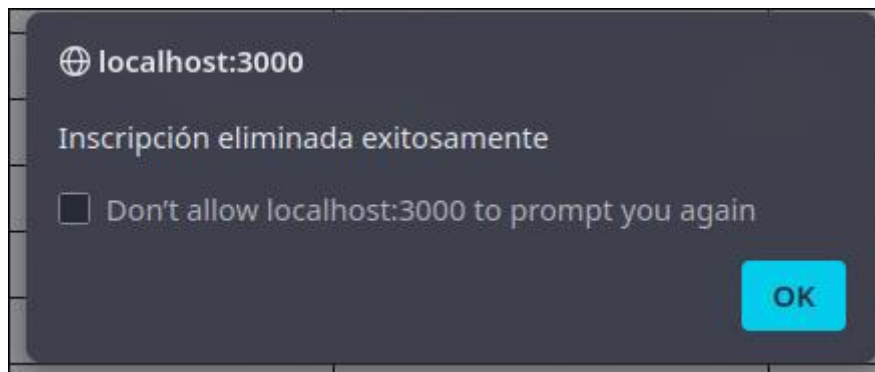 localhost:3000
Inscripción eliminada exitosamente
Don't allow localhost:3000 to prompt you again
OK